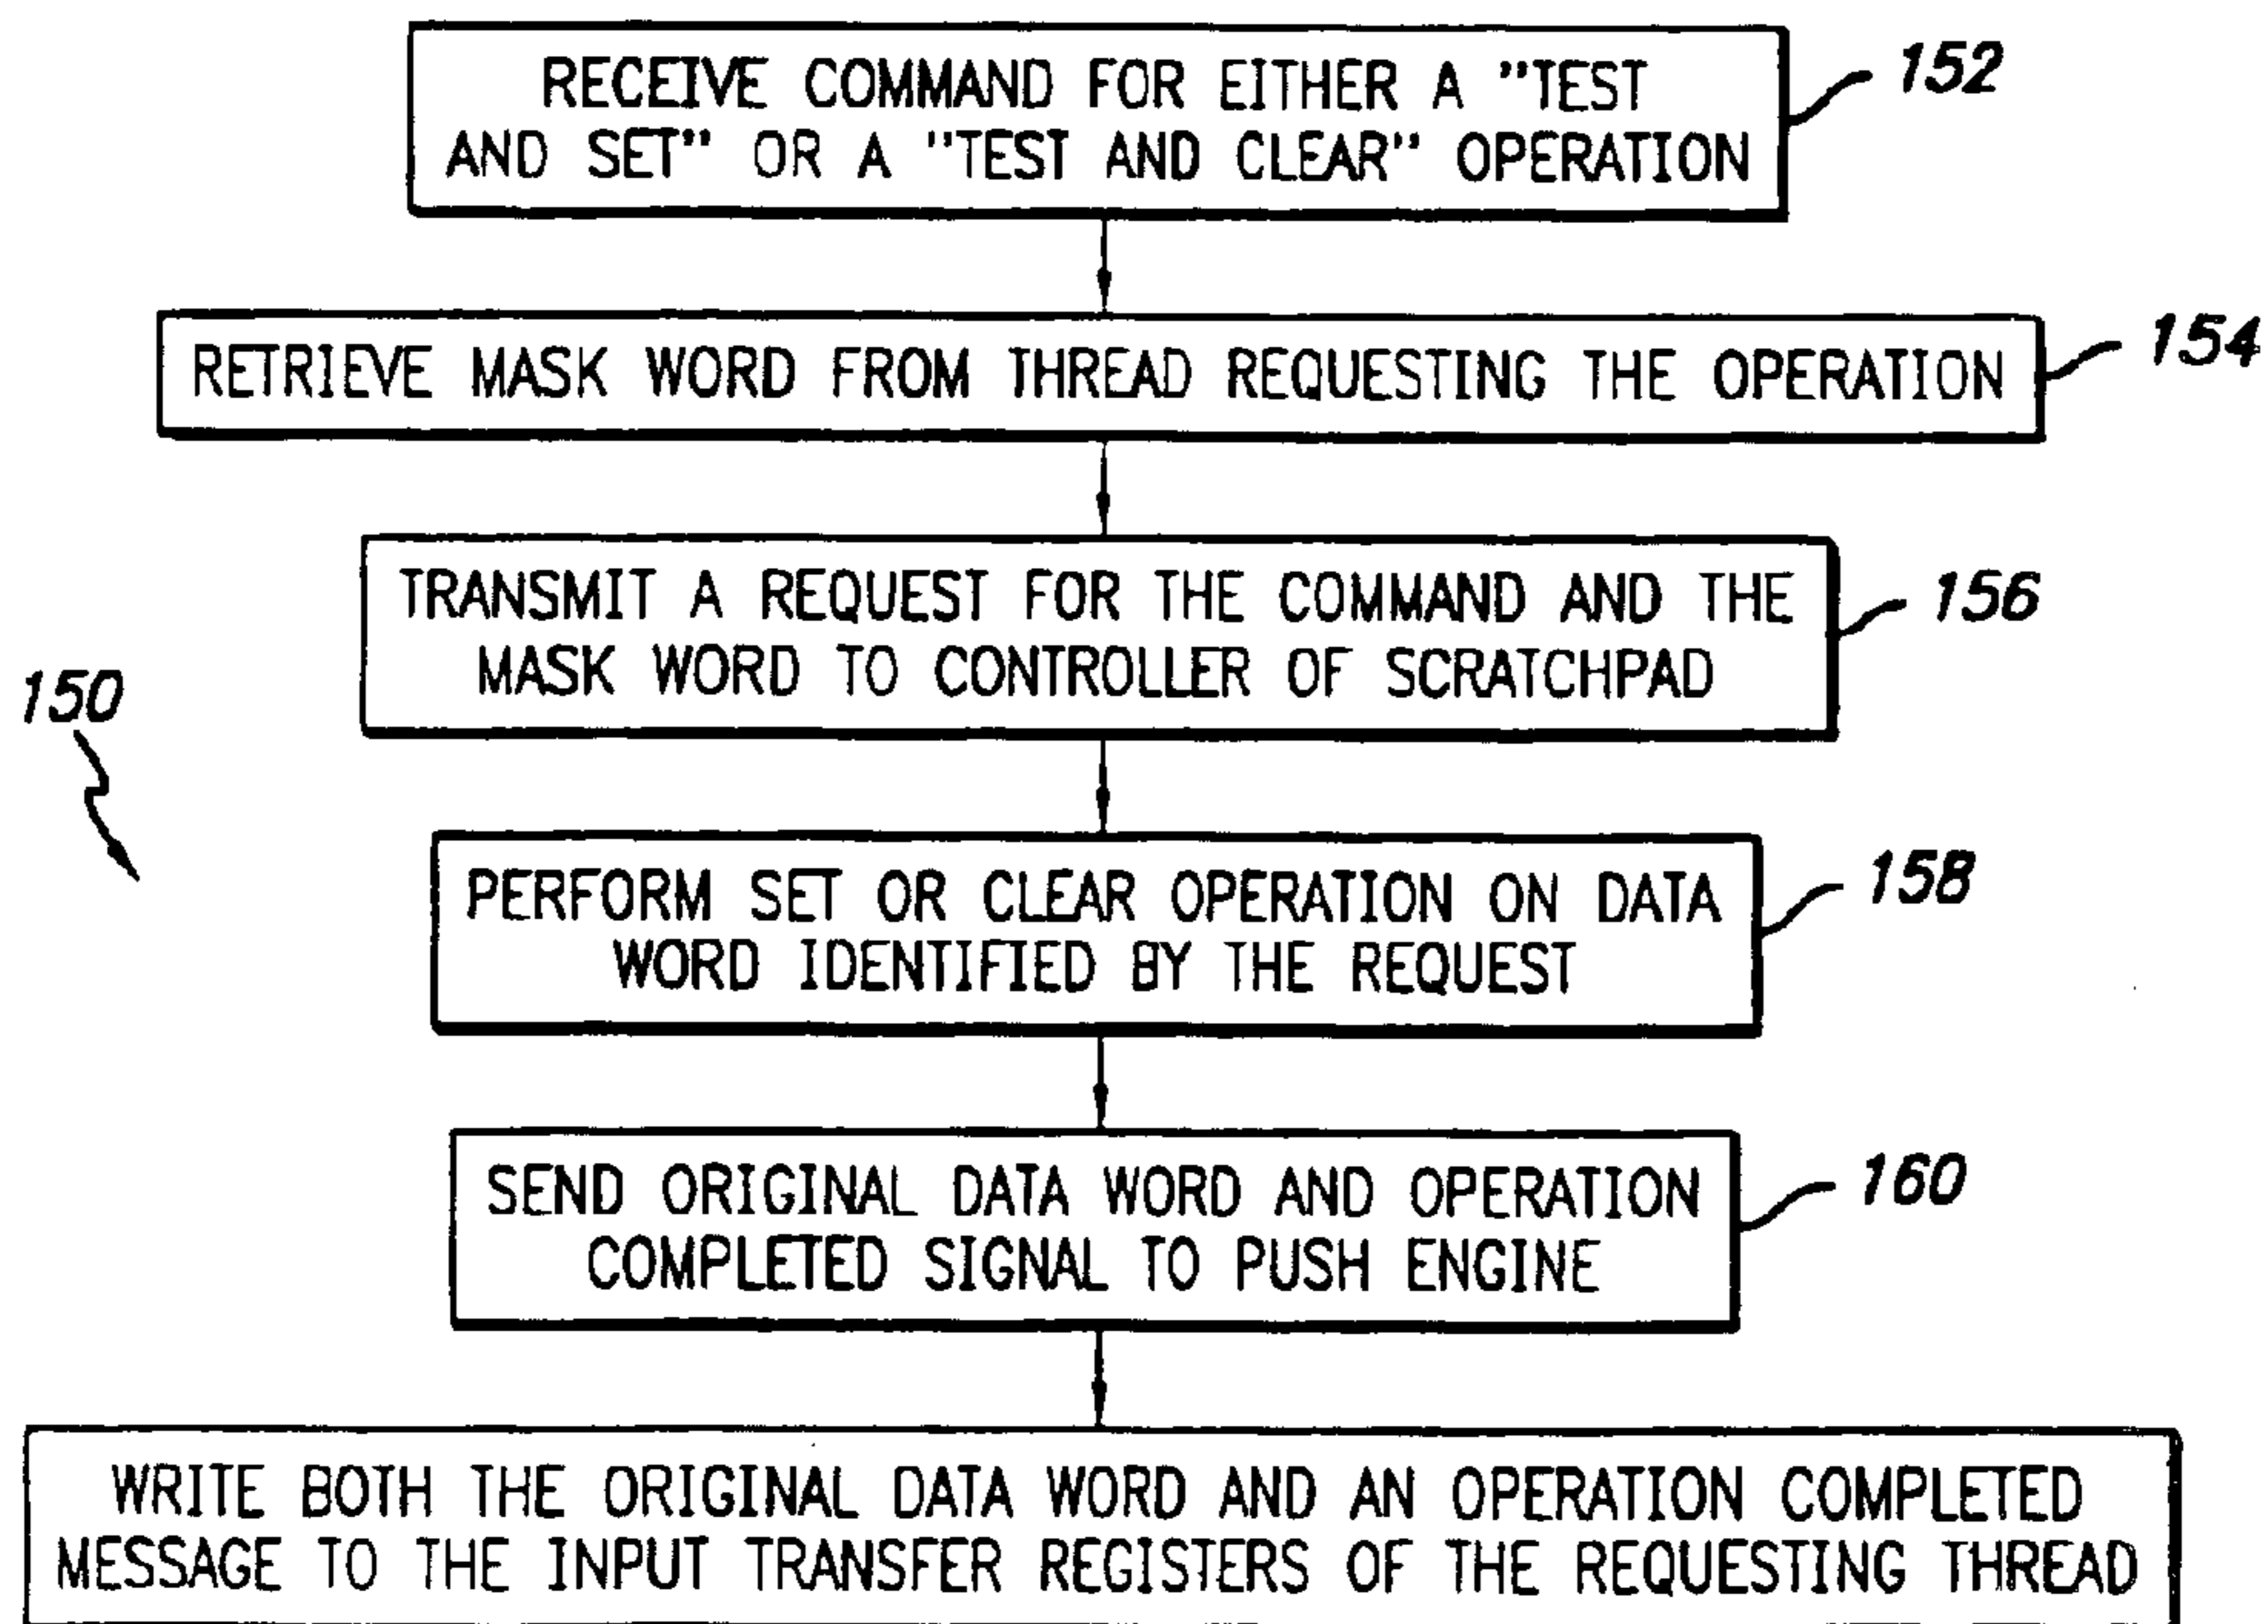 RECEIVE COMMAND FOR EITHER A "TEST
AND SET" OR A "TEST AND CLEAR" OPERATION
152
RETRIEVE MASK WORD FROM THREAD REQUESTING THE OPERATION
154
TRANSMIT A REQUEST FOR THE COMMAND AND THE
MASK WORD TO CONTROLLER OF SCRATCHPAD
156
150
PERFORM SET OR CLEAR OPERATION ON DATA
WORD IDENTIFIED BY THE REQUEST
158
SEND ORIGINAL DATA WORD AND OPERATION
COMPLETED SIGNAL TO PUSH ENGINE
160
WRITE BOTH THE ORIGINAL DATA WORD AND AN OPERATION COMPLETED
MESSAGE TO THE INPUT TRANSFER REGISTERS OF THE REQUESTING THREAD